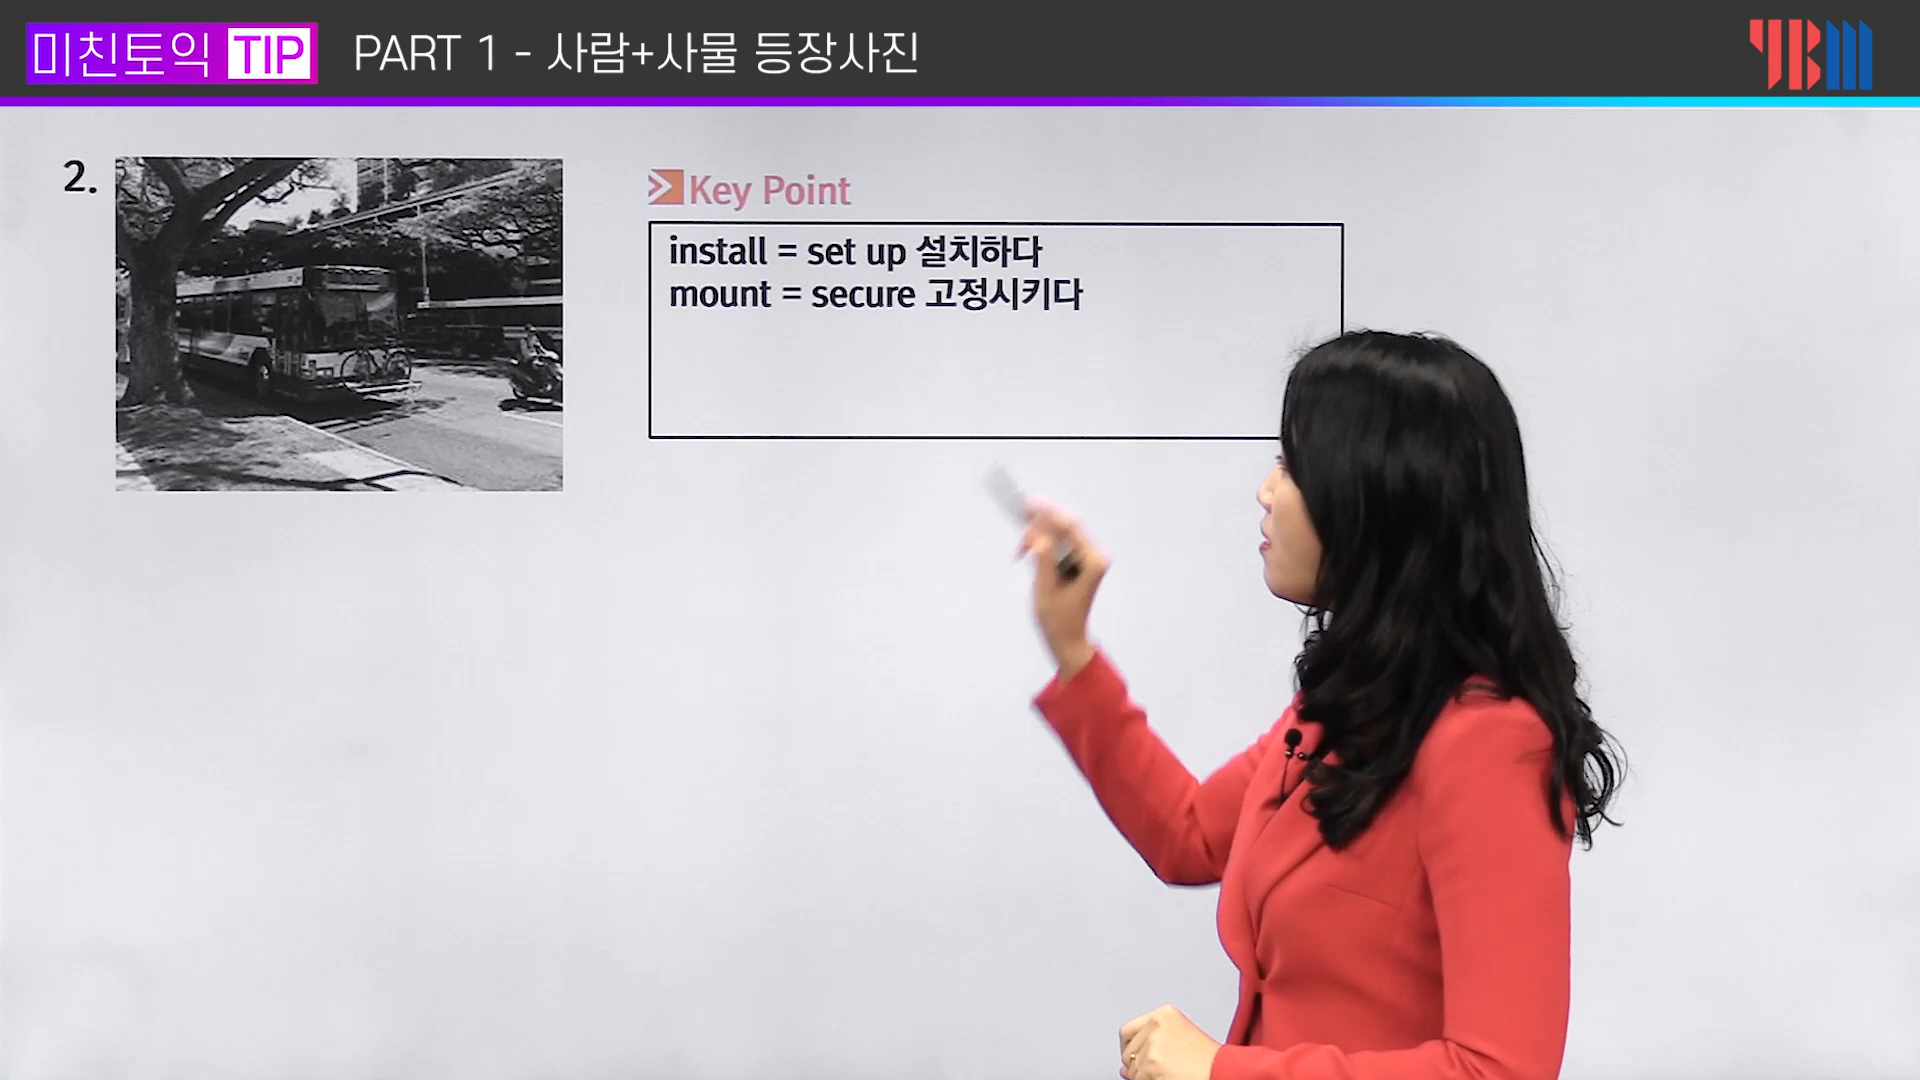 미친토익 TIP PART 1 - 사람+사물 등장사진
YBM
2.
Key Point
install = set up 설치하다
mount = secure 고정시키다